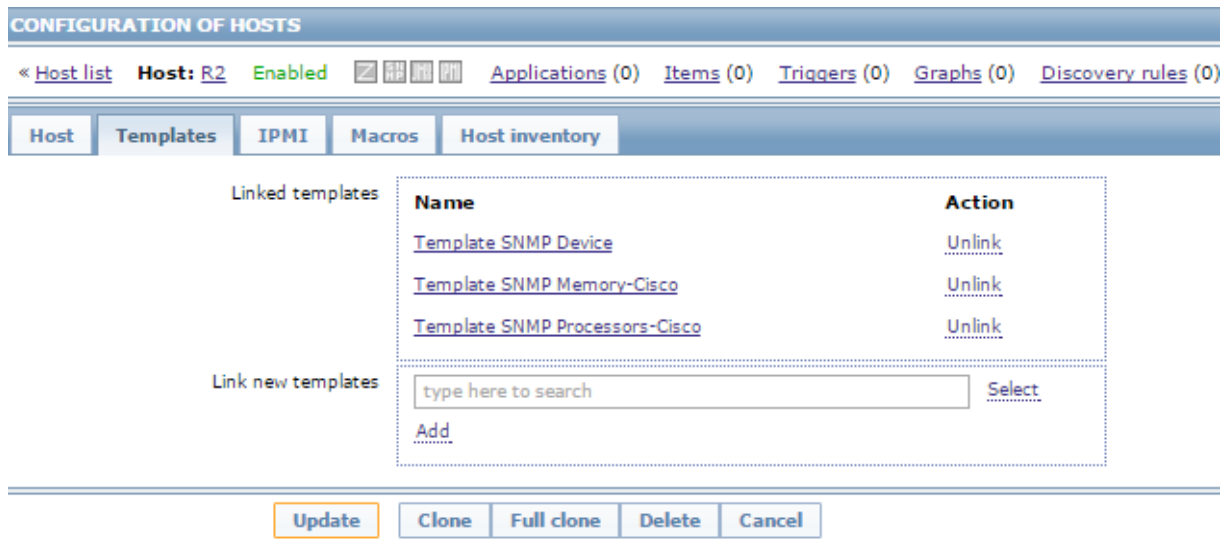 CONFIGURATION OF HOSTS
« Host list Host: R2 Enabled Applications (0) Items (0) Triggers (0) Graphs (0) Discovery rules (0)
Host Templates IPMI Macros Host inventory
Linked templates
Name Action
Template SNMP Device Unlink
Template SNMP Memory-Cisco Unlink
Template SNMP Processors-Cisco Unlink
Link new templates
type here to search Select
Add
Update Clone Full clone Delete Cancel